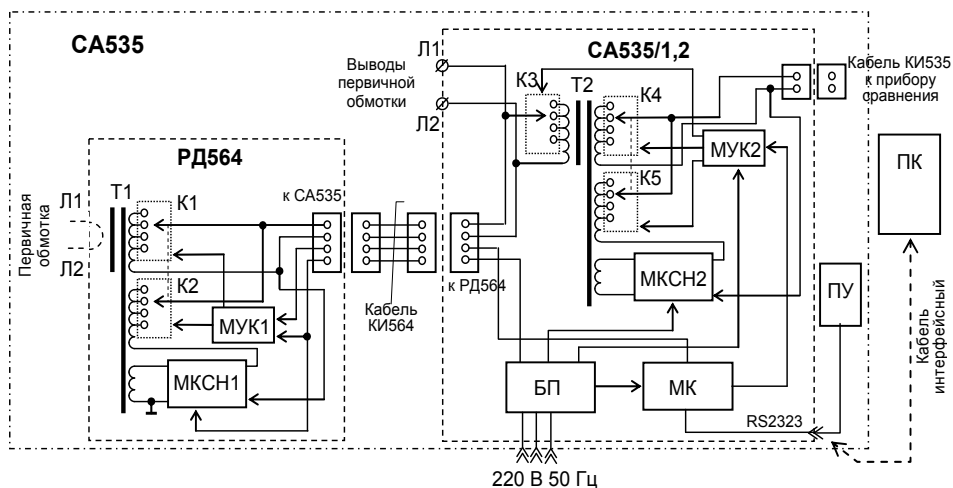 СА535
СА535/1,2
Л1
Выводы
первичной
обмотки
Л2
К3
Т2
К4
К5
МУК2
МКСН2
Кабель КИ535
к прибору
сравнения
ПК
РД564
Т1
К1
К2
Л1
Первичная
обмотка
Л2
МУК1
МКСН1
к СА535
Кабель
КИ564
к РД564
БП
МК
ПУ
Кабель
интерфейсный
RS2323
220 В 50 Гц